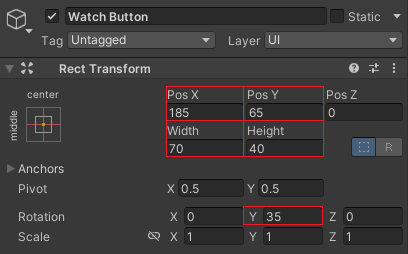 Watch Button Static
Tag Untagged Layer UI
Rect Transform
center
middle
Pos X Pos Y Pos Z
185 65 0
Width Height
70 40
R
Anchors
Pivot X 0.5 Y 0.5
Rotation X 0 Y 35 Z 0
Scale X 1 Y 1 Z 1